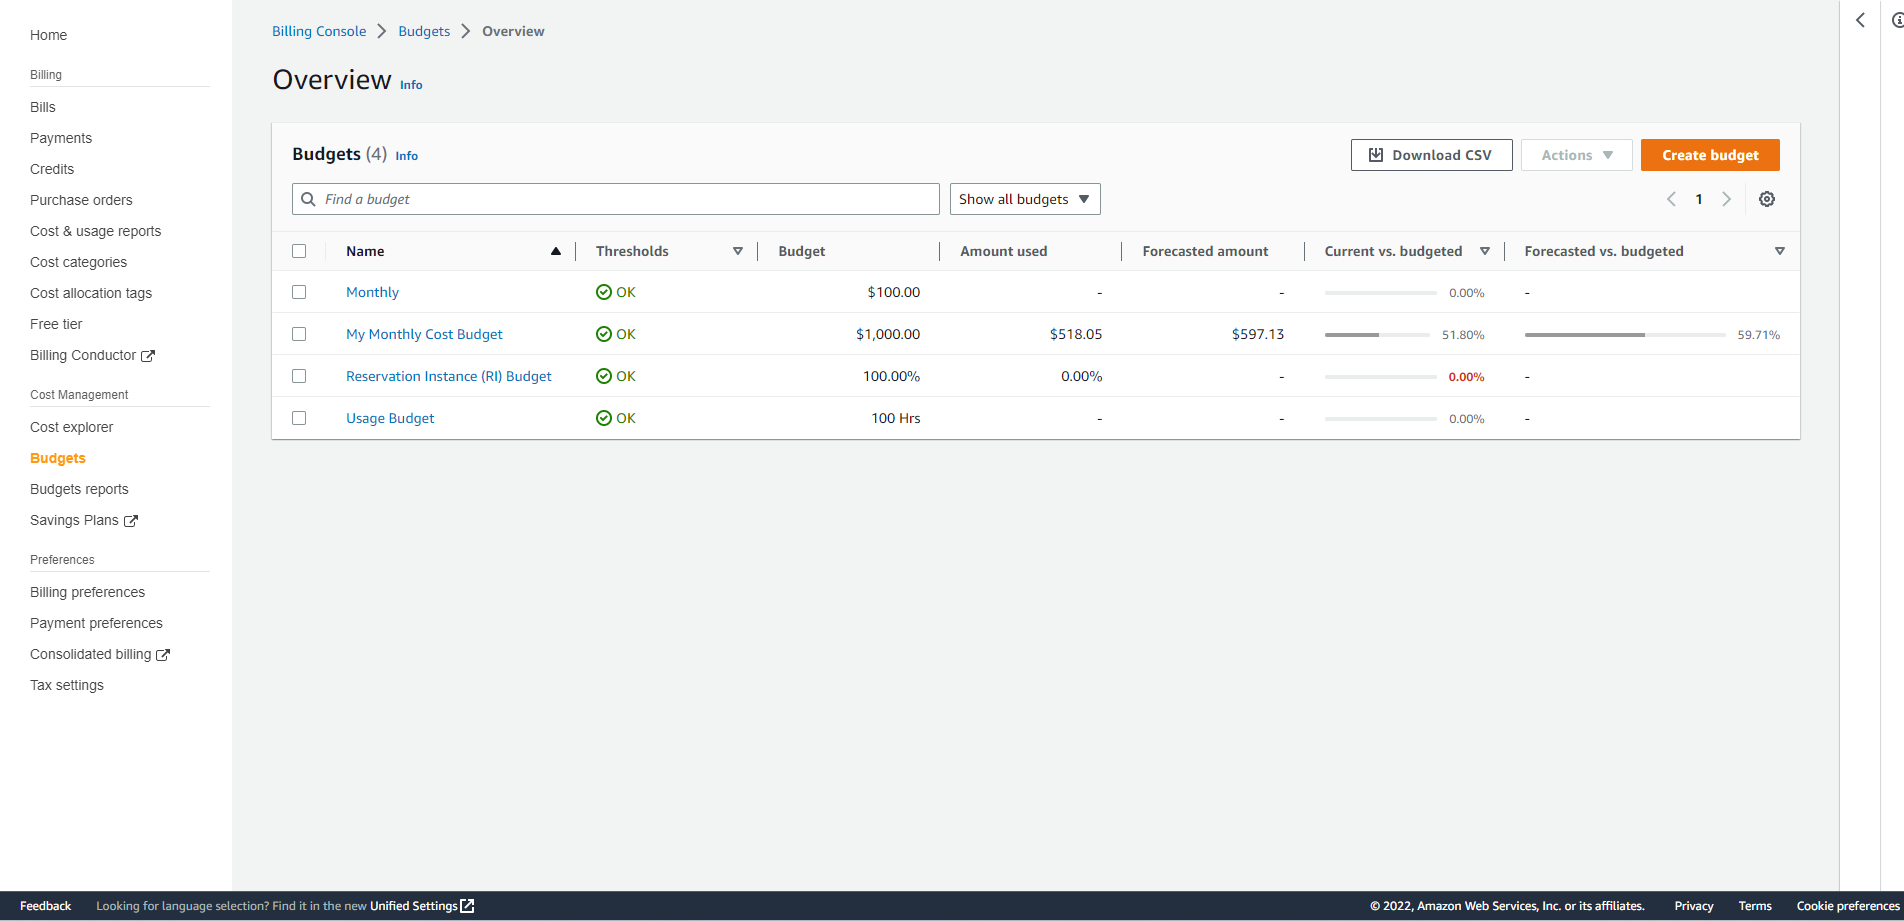 Home
Billing
Bills
Payments
Credits
Purchase orders
Cost & usage reports
Cost categories
Cost allocation tags
Free tier
Billing Conductor
Cost Management
Cost explorer
Budgets
Budgets reports
Savings Plans
Preferences
Billing preferences
Payment preferences
Consolidated billing
Tax settings
Billing Console > Budgets > Overview
Overview Info
Budgets (4) Info
Download CSV Actions Create budget
Find a budget Show all budgets 1
Name Thresholds Budget Amount used Forecasted amount Current vs. budgeted Forecasted vs. budgeted
Monthly OK $100.00 - - 0.00% -
My Monthly Cost Budget OK $1,000.00 $518.05 $597.13 51.80% 59.71%
Reservation Instance (RI) Budget OK 100.00% 0.00% - 0.00% -
Usage Budget OK 100 Hrs - - 0.00% -
Feedback Looking for language selection? Find it in the new Unified Settings © 2022, Amazon Web Services, Inc. or its affiliates. Privacy Terms Cookie preferences